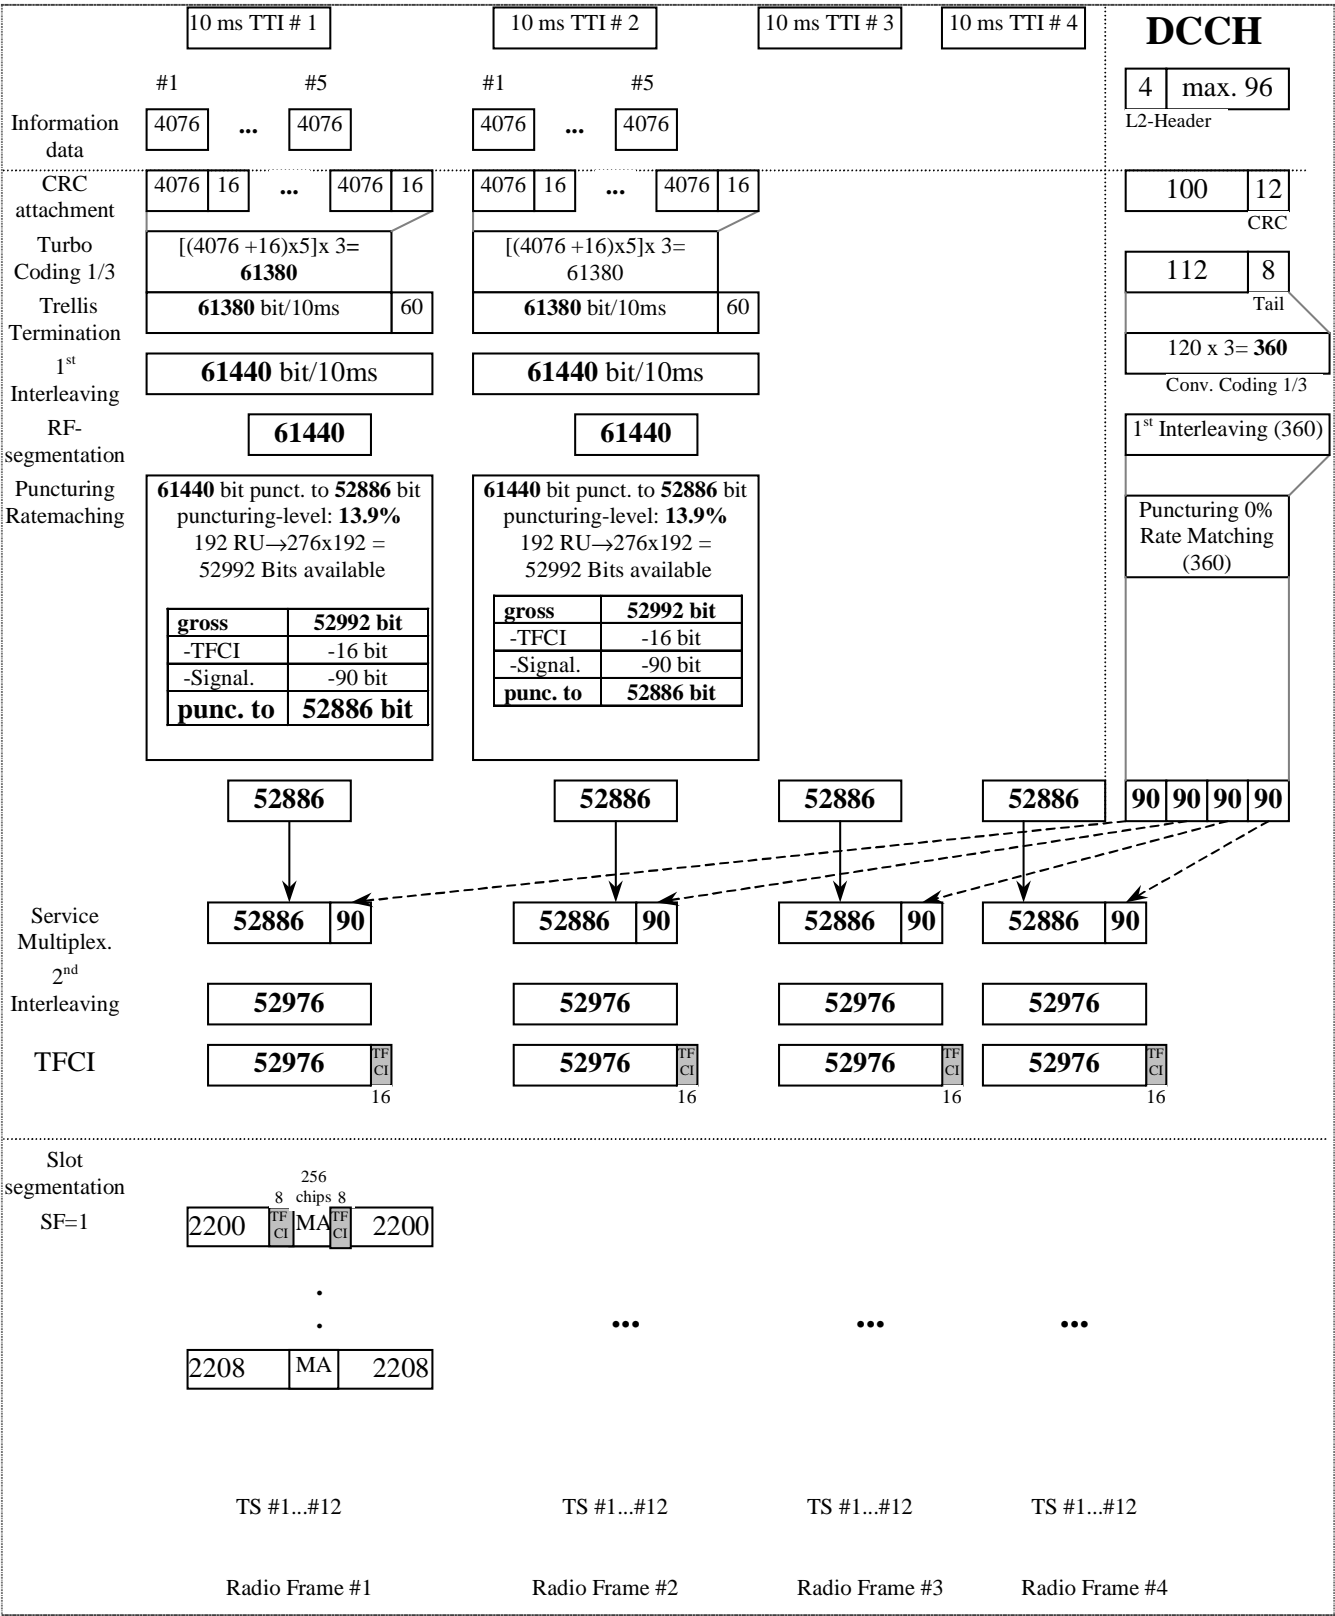 10 ms TTI # 1
10 ms TTI # 2
10 ms TTI # 3
10 ms TTI # 4
DCCH
#1 #5
#1 #5
4 max. 96
L2-Header
Information
data
4076 ... 4076
4076 ... 4076
CRC
attachment
4076 16 ... 4076 16
4076 16 ... 4076 16
100 12
CRC
Turbo
Coding 1/3
[(4076 +16)x5]x 3=
61380
[(4076 +16)x5]x 3=
61380
112 8
Tail
Trellis
Termination
61380 bit/10ms 60
61380 bit/10ms 60
120 x 3= 360
Conv. Coding 1/3
1st
Interleaving
61440 bit/10ms
61440 bit/10ms
RF-
segmentation
61440
61440
1st Interleaving (360)
Puncturing
Ratemaching
61440 bit punct. to 52886 bit
puncturing-level: 13.9%
192 RU→276x192 =
52992 Bits available
gross 52992 bit
-TFCI -16 bit
-Signal. -90 bit
punc. to 52886 bit
61440 bit punct. to 52886 bit
puncturing-level: 13.9%
192 RU→276x192 =
52992 Bits available
gross 52992 bit
-TFCI -16 bit
-Signal. -90 bit
punc. to 52886 bit
Puncturing 0%
Rate Matching
(360)
52886
52886
52886
52886
90 90 90 90
Service
Multiplex.
52886 90
52886 90
52886 90
52886 90
2nd
Interleaving
52976
52976
52976
52976
TFCI
52976 TF
CI
16
52976 TF
CI
16
52976 TF
CI
16
52976 TF
CI
16
Slot
segmentation
SF=1
256
8 chips 8
2200 TF
CI MA TF
CI 2200
.
.
... ... ...
2208 MA 2208
TS #1...#12
TS #1...#12
TS #1...#12
TS #1...#12
Radio Frame #1
Radio Frame #2
Radio Frame #3
Radio Frame #4